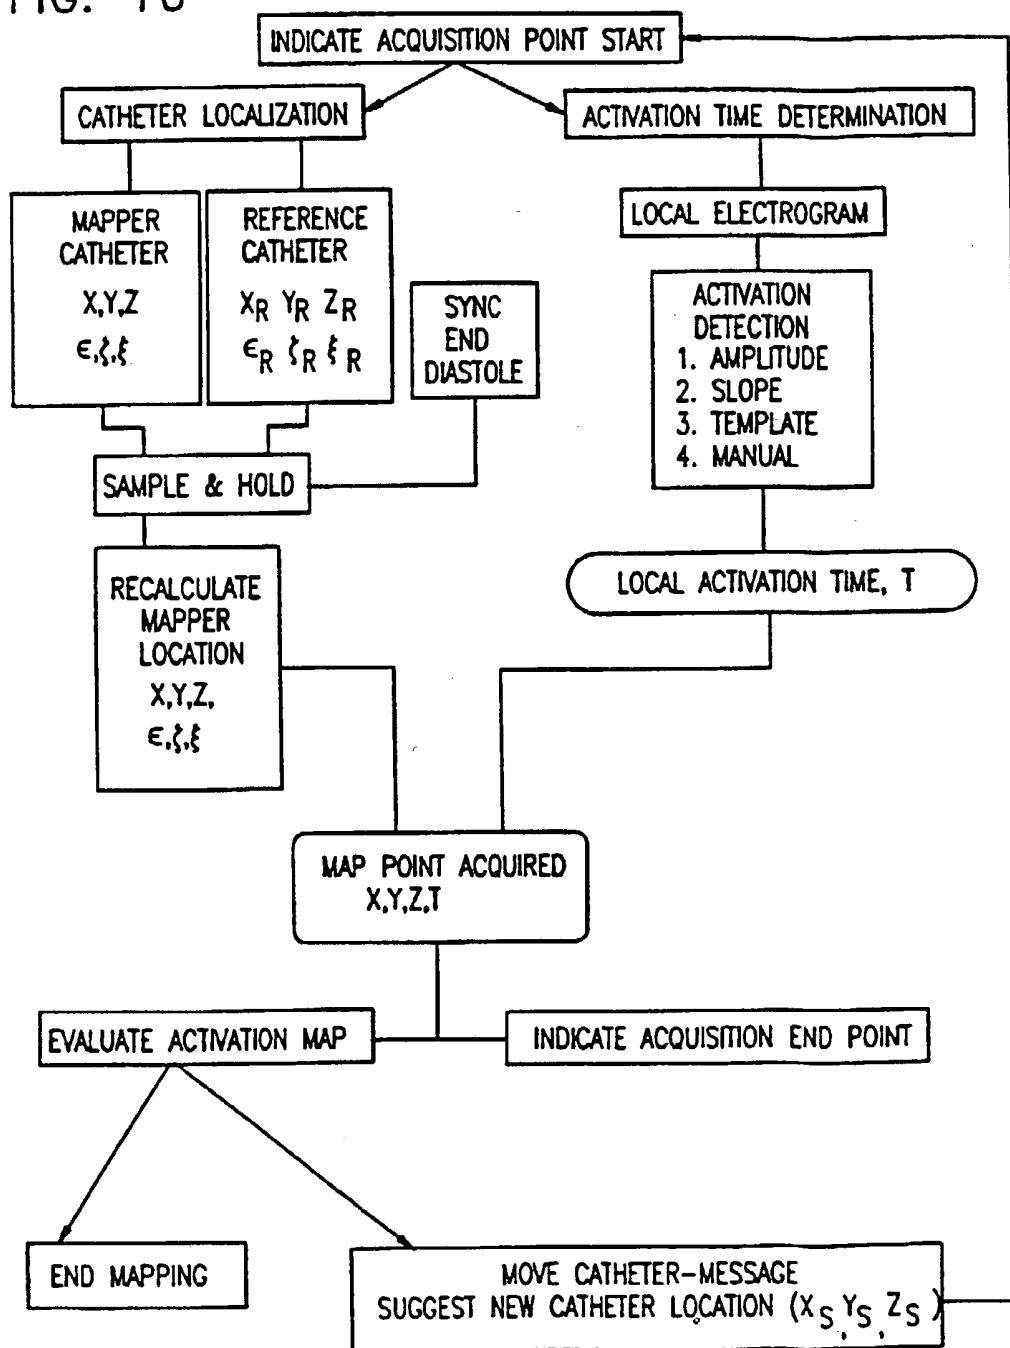 INDICATE ACQUISITION POINT START
CATHETER LOCALIZATION
ACTIVATION TIME DETERMINATION
MAPPER
CATHETER
X,Y,Z
ϵ,ζ,ξ
REFERENCE
CATHETER
XR YR ZR
ϵR ζR ξR
SYNC
END
DIASTOLE
LOCAL ELECTROGRAM
ACTIVATION
DETECTION
1. AMPLITUDE
2. SLOPE
3. TEMPLATE
4. MANUAL
SAMPLE & HOLD
RECALCULATE
MAPPER
LOCATION
X,Y,Z,
ϵ,ζ,ξ
LOCAL ACTIVATION TIME, T
MAP POINT ACQUIRED
X,Y,Z,T
EVALUATE ACTIVATION MAP
INDICATE ACQUISITION END POINT
END MAPPING
MOVE CATHETER-MESSAGE
SUGGEST NEW CATHETER LOCATION (XS,YS,ZS)